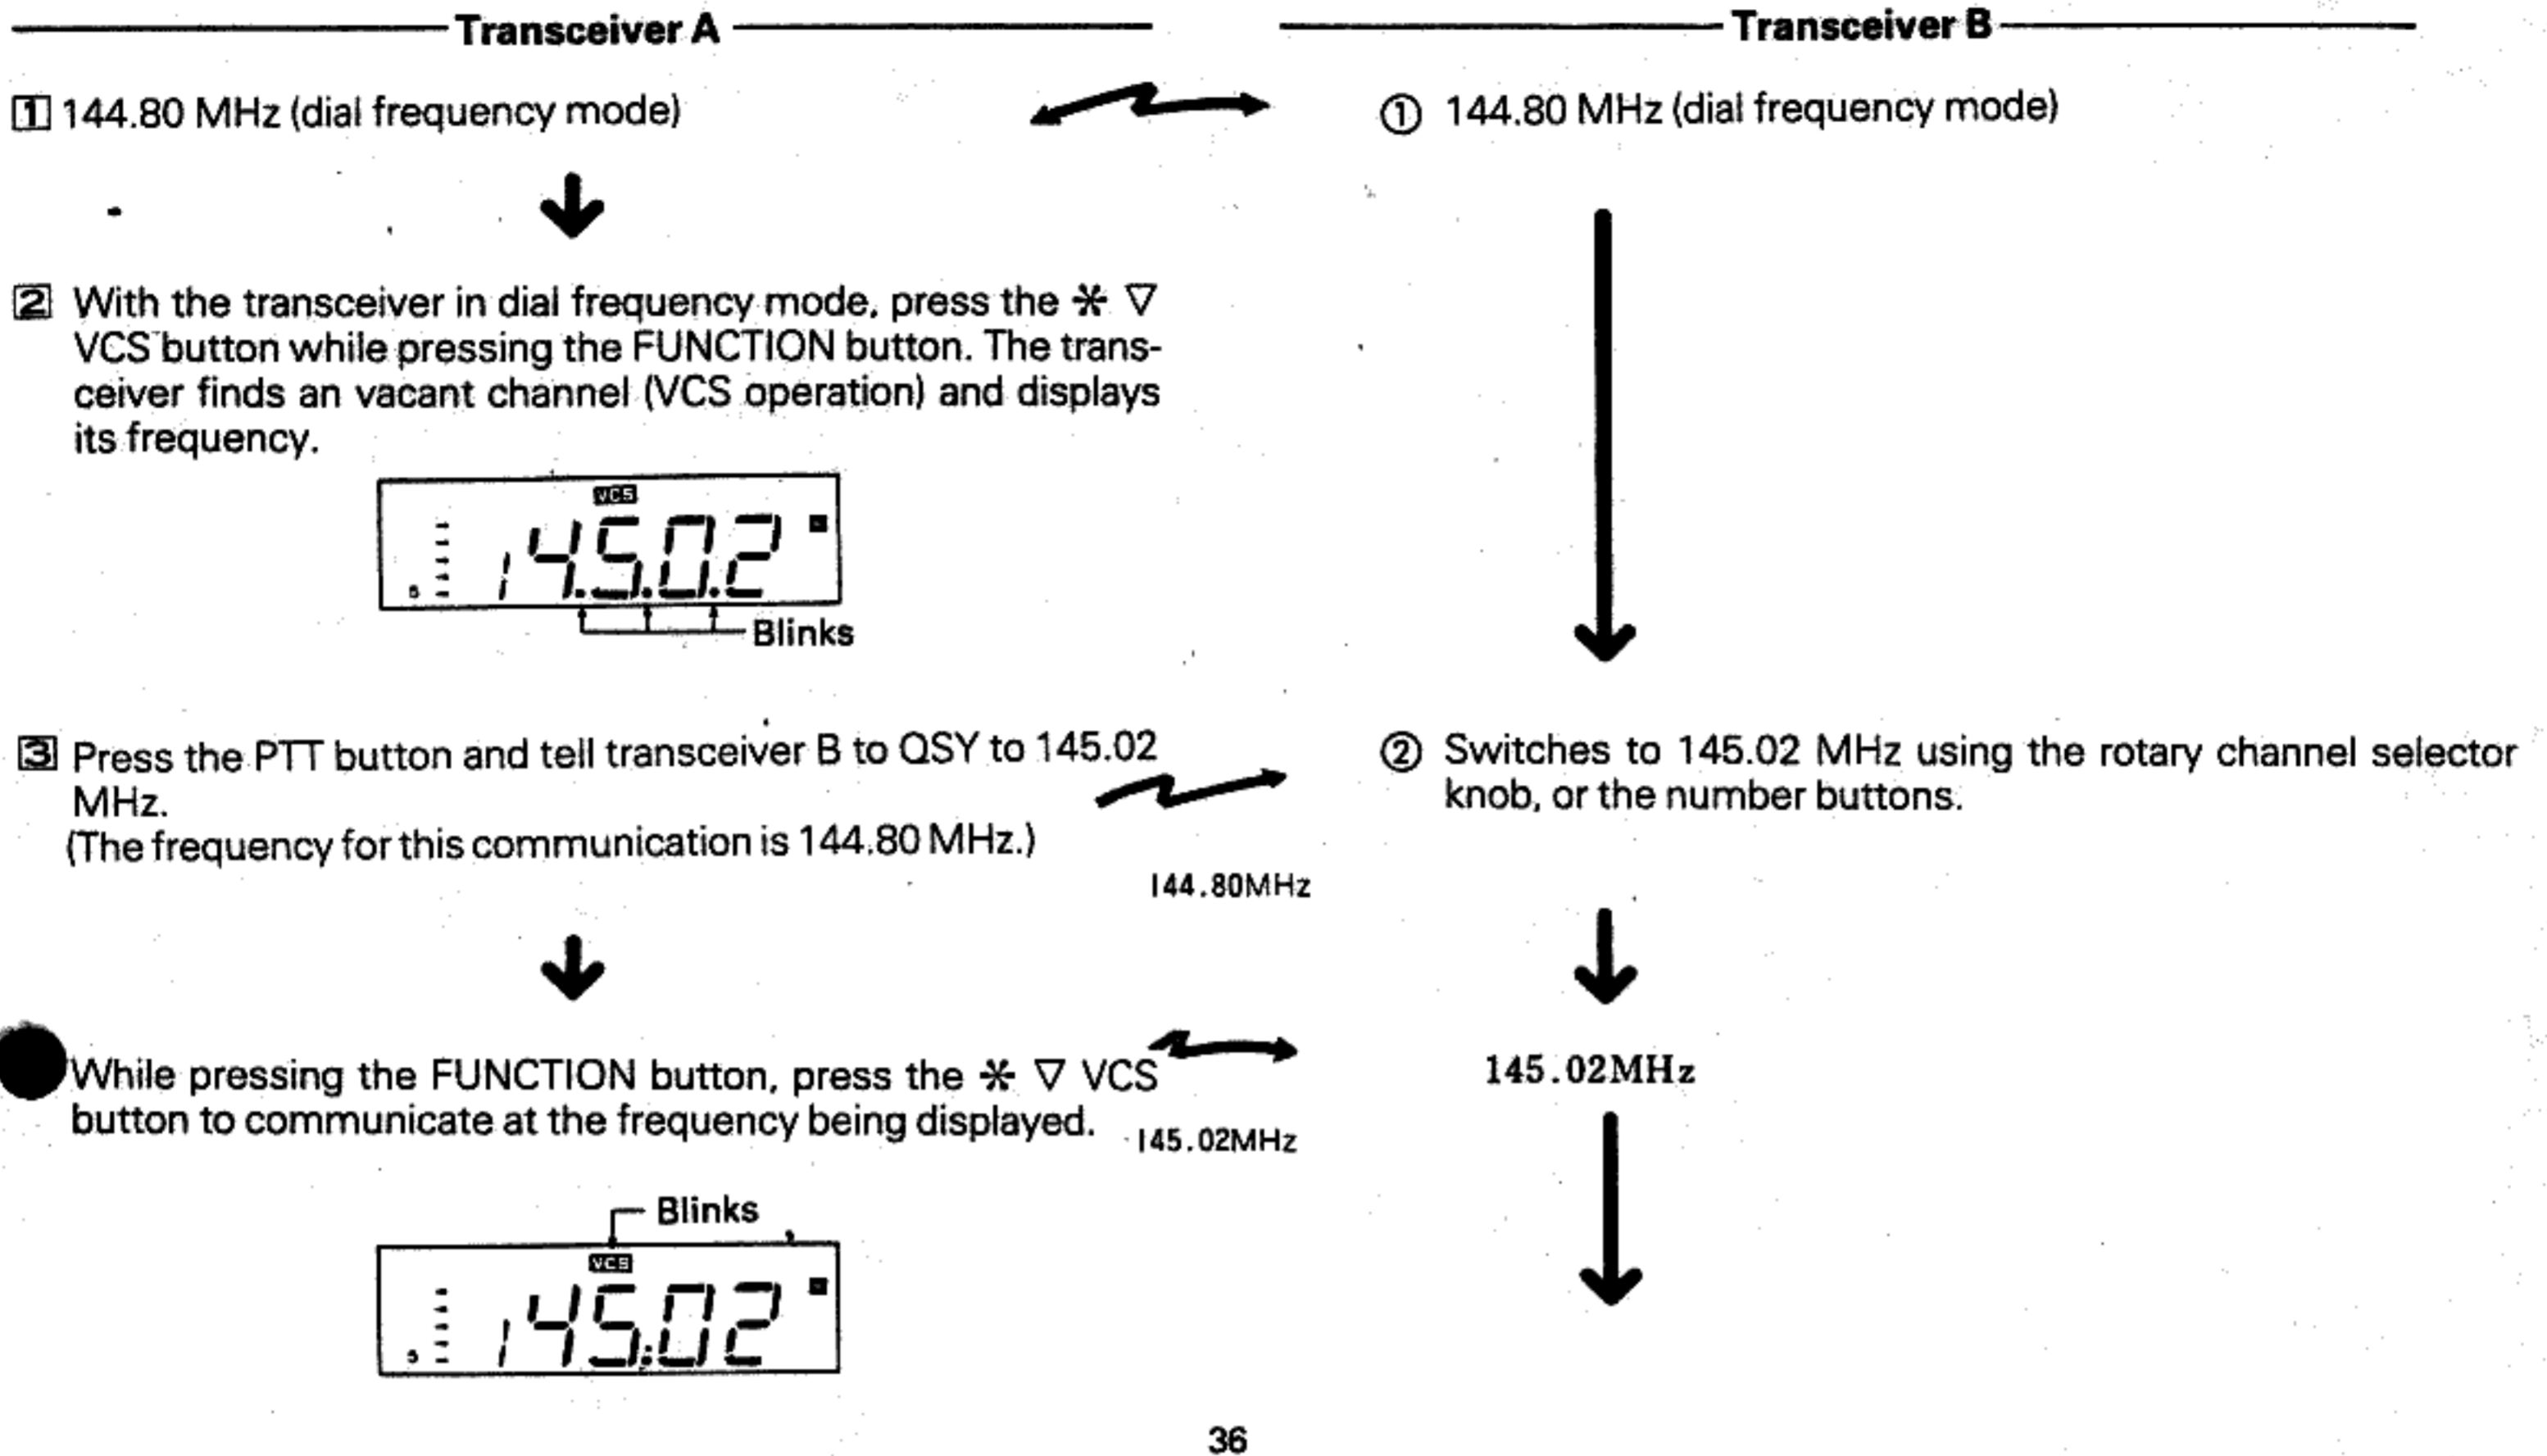 Transceiver A
1 144.80 MHz (dial frequency mode)
2 With the transceiver in dial frequency mode, press the ✻ ▽
VCS button while pressing the FUNCTION button. The trans-
ceiver finds an vacant channel (VCS operation) and displays
its frequency.
VCS
S 14.5.0.2
Blinks
3 Press the PTT button and tell transceiver B to QSY to 145.02
MHz.
(The frequency for this communication is 144.80 MHz.)
144.80MHz
While pressing the FUNCTION button, press the ✻ ▽ VCS
button to communicate at the frequency being displayed.
145.02MHz
Blinks
VCS
S 145.02
Transceiver B
① 144.80 MHz (dial frequency mode)
② Switches to 145.02 MHz using the rotary channel selector
knob, or the number buttons.
145.02MHz
36